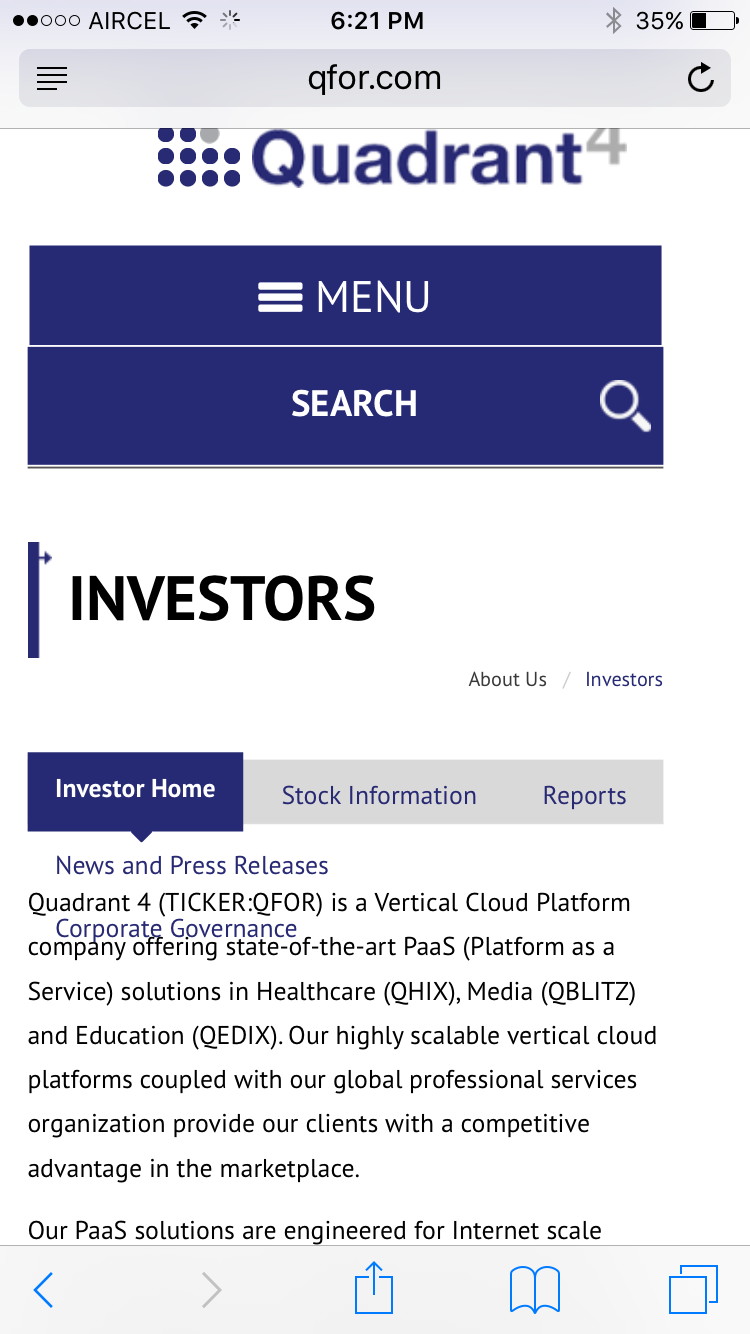 AIRCEL 6:21 PM 35%
qfor.com
Quadrant4
MENU
SEARCH
INVESTORS
About Us / Investors
Investor Home Stock Information Reports
News and Press Releases
Quadrant 4 (TICKER:QFOR) is a Vertical Cloud Platform
Corporate Governance
company offering state-of-the-art PaaS (Platform as a
Service) solutions in Healthcare (QHIX), Media (QBLITZ)
and Education (QEDIX). Our highly scalable vertical cloud
platforms coupled with our global professional services
organization provide our clients with a competitive
advantage in the marketplace.
Our PaaS solutions are engineered for Internet scale